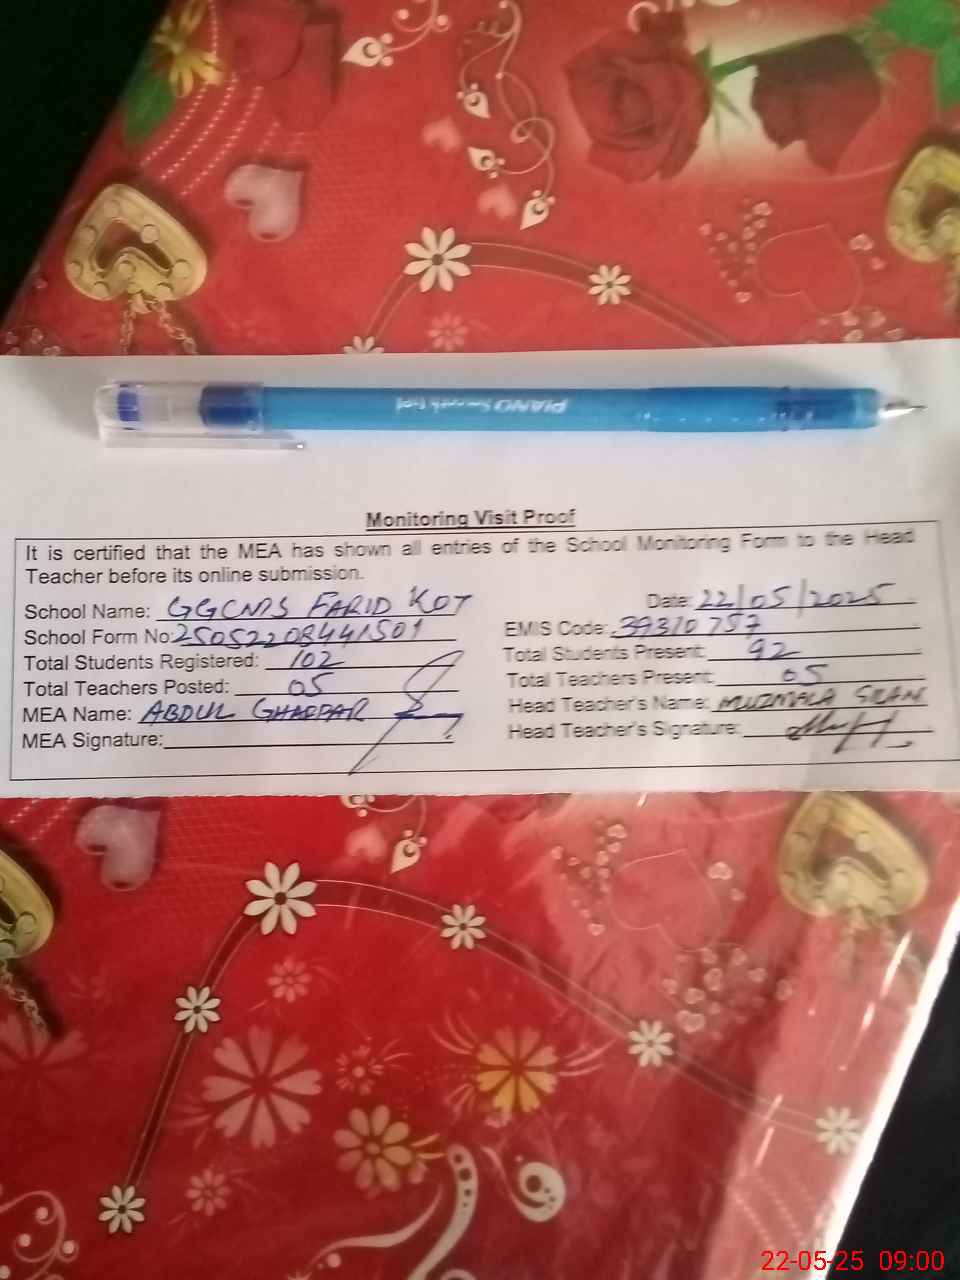 PIANO Smooth Gel
Monitoring Visit Proof
It is certified that the MEA has shown all entries of the School Monitoring Form to the Head
Teacher before its online submission.
School Name: GGCMS FARID KOT Date: 22/05/2025
School Form No: EMIS Code: 39310757
Total Students Registered: 102 Total Students Present: 92
Total Teachers Posted: 05 Total Teachers Present: 05
MEA Name: ABDUL GHAFFAR Head Teacher's Name:
MEA Signature: Head Teacher's Signature:
22-05-25 09:00